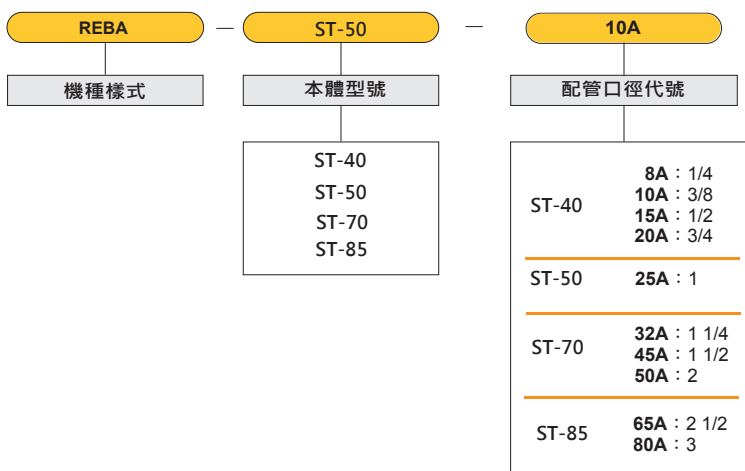 REBA — ST-50 — 10A
機種樣式
本體型號
配管口徑代號
ST-40
ST-50
ST-70
ST-85
ST-40
8A：1/4
10A：3/8
15A：1/2
20A：3/4
ST-50
25A：1
ST-70
32A：1 1/4
45A：1 1/2
50A：2
ST-85
65A：2 1/2
80A：3